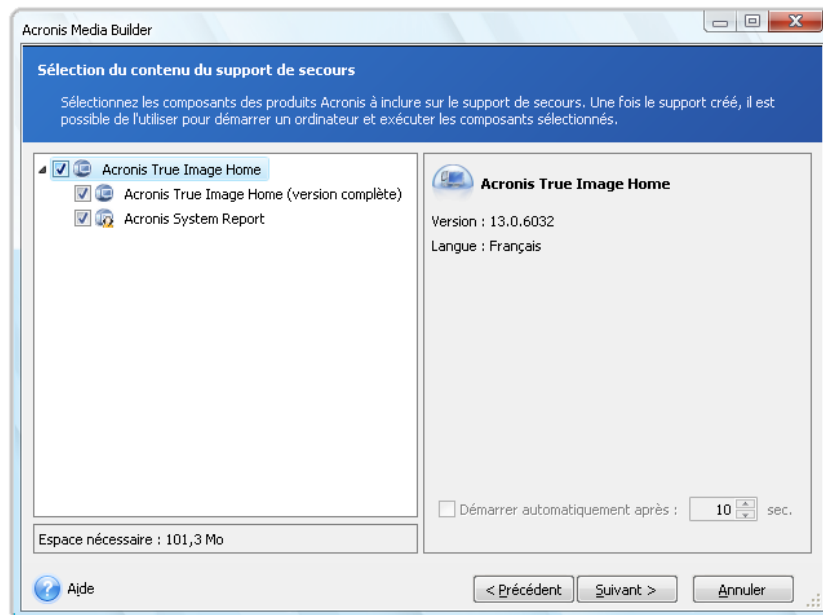 Acronis Media Builder
Sélection du contenu du support de secours
Sélectionnez les composants des produits Acronis à inclure sur le support de secours. Une fois le support créé, il est
possible de l'utiliser pour démarrer un ordinateur et exécuter les composants sélectionnés.
Acronis True Image Home
Acronis True Image Home (version complète)
Acronis System Report
Espace nécessaire : 101,3 Mo
Acronis True Image Home
Version : 13.0.6032
Langue : Français
Démarrer automatiquement après : 10 sec.
Aide
< Précédent
Suivant >
Annuler